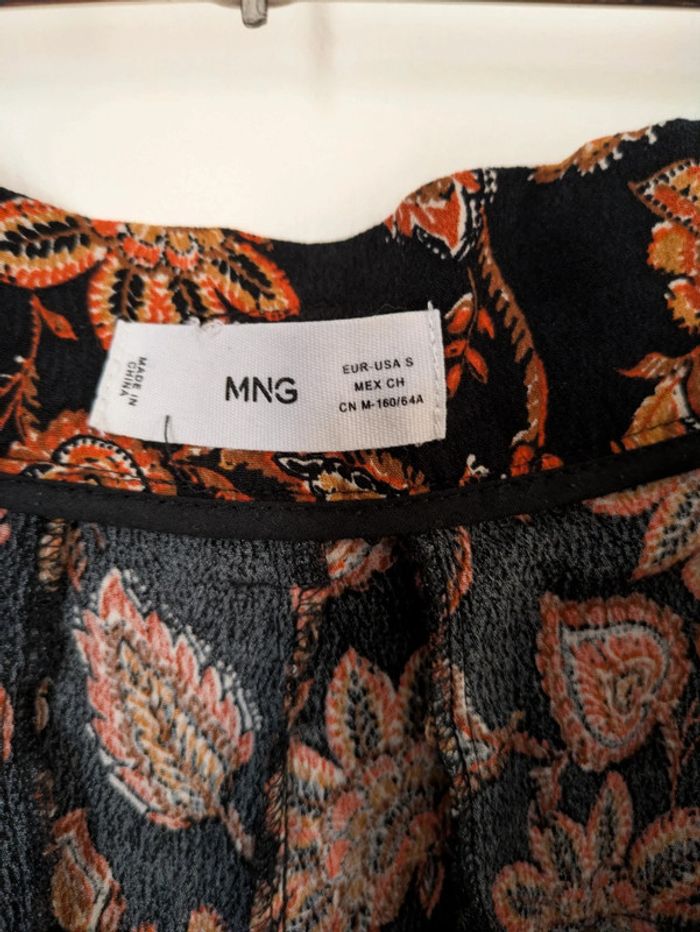 MADE IN
CHINA
MNG
EUR-USA S
MEX CH
CN M-160/64A